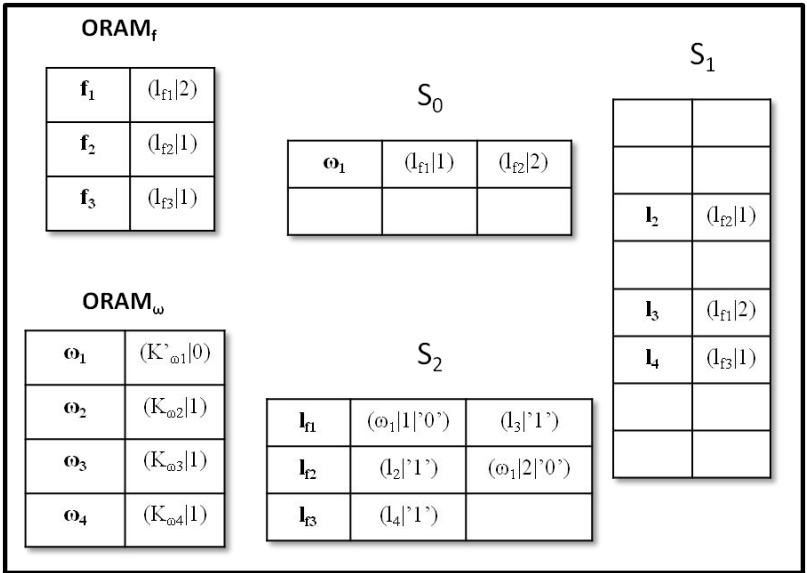 ORAMf
f1 (lf1|2)
f2 (lf2|1)
f3 (lf3|1)
S0
ω1 (lf1|1) (lf2|2)
S1
l2 (lf2|1)
l3 (lf1|2)
l4 (lf3|1)
ORAMω
ω1 (K’ω1|0)
ω2 (Kω2|1)
ω3 (Kω3|1)
ω4 (Kω4|1)
S2
lf1 (ω1|1|’0’) (l3|’1’)
lf2 (l2|’1’) (ω1|2|’0’)
lf3 (l4|’1’)